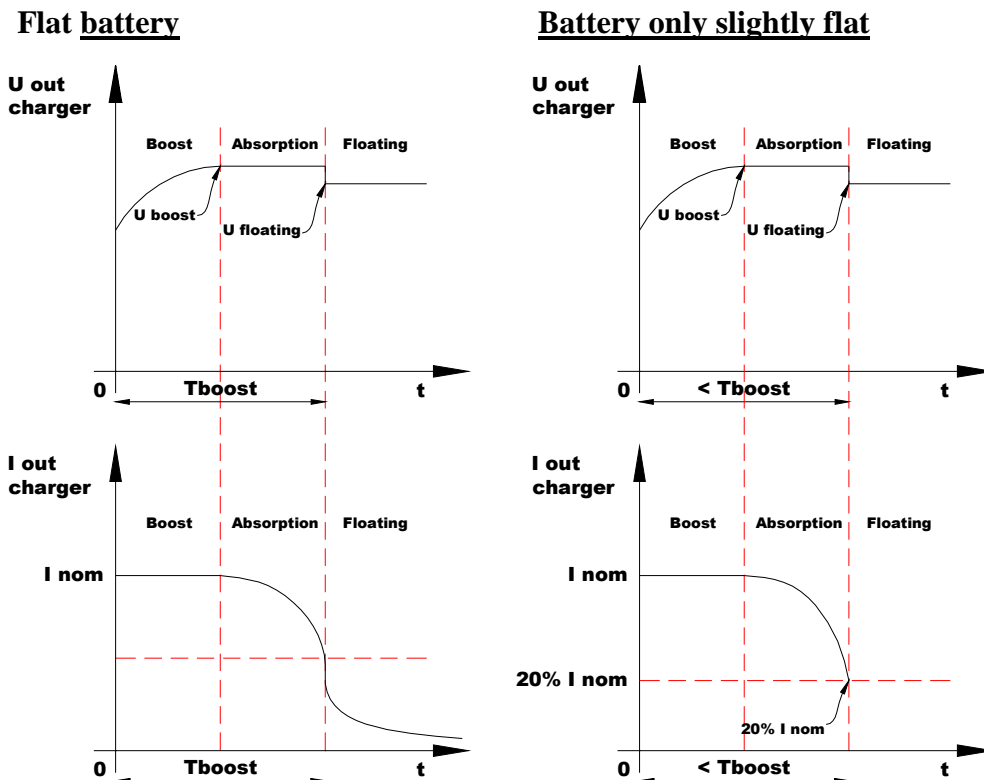 Flat battery
U out
charger
Boost Absorption Floating
U boost
U floating
0 Tboost t
I out
charger
Boost Absorption Floating
I nom
0 Tboost t
Battery only slightly flat
U out
charger
Boost Absorption Floating
U boost
U floating
0 < Tboost t
I out
charger
Boost Absorption Floating
I nom
20% I nom
20% I nom
0 < Tboost t